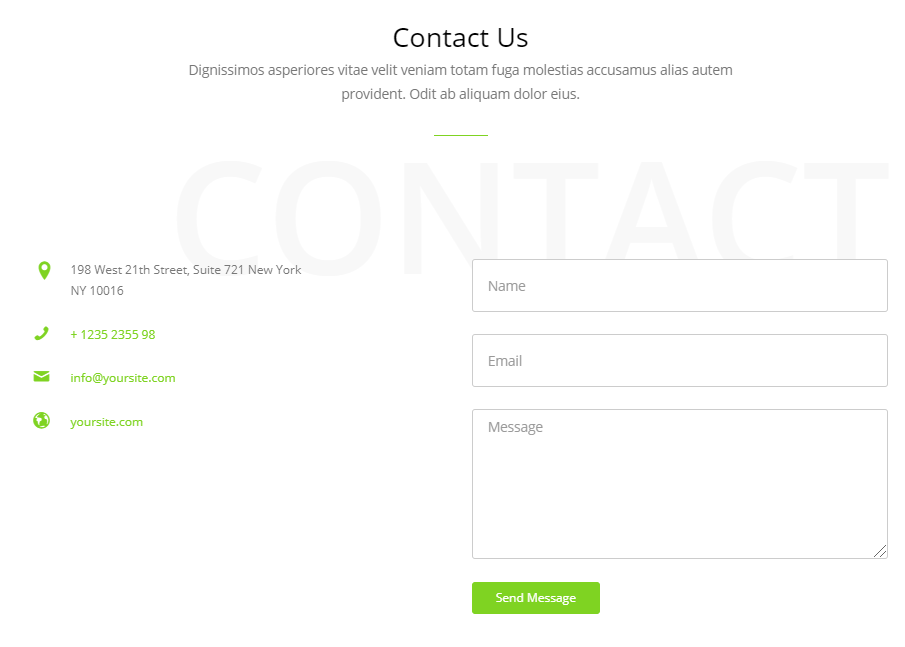 Contact Us
Dignissimos asperiores vitae velit veniam totam fuga molestias accusamus alias autem
provident. Odit ab aliquam dolor eius.
CONTACT
198 West 21th Street, Suite 721 New York
NY 10016
+ 1235 2355 98
info@yoursite.com
yoursite.com
Name
Email
Message
Send Message